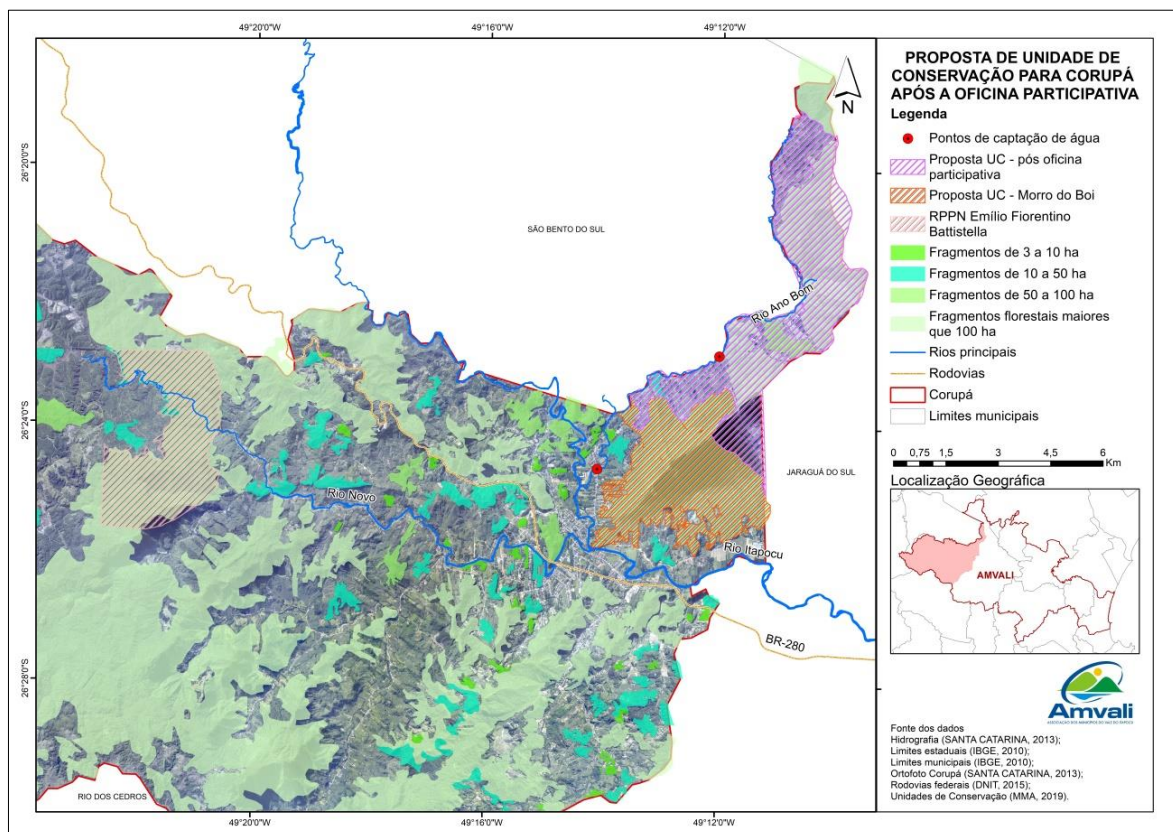 49°20'0"W
49°16'0"W
49°12'0"W
26°20'0"S
26°24'0"S
26°28'0"S
SÃO BENTO DO SUL
Rio Ano Bom
JARAGUÁ DO SUL
Rio Novo
Rio Itapocu
BR-280
RIO DOS CEDROS
49°20'0"W
49°16'0"W
49°12'0"W
PROPOSTA DE UNIDADE DE
CONSERVAÇÃO PARA CORUPÁ
APÓS A OFICINA PARTICIPATIVA
N
Legenda
Pontos de captação de água
Proposta UC - pós oficina
participativa
Proposta UC - Morro do Boi
RPPN Emílio Fiorentino
Battistella
Fragmentos de 3 a 10 ha
Fragmentos de 10 a 50 ha
Fragmentos de 50 a 100 ha
Fragmentos florestais maiores
que 100 ha
Rios principais
Rodovias
Corupá
Limites municipais
0 0,75 1,5 3 4,5 6
Km
Localização Geográfica
AMVALI
Amvali
Fonte dos dados
Hidrografia (SANTA CATARINA, 2013);
Limites estaduais (IBGE, 2010);
Limites municipais (IBGE, 2010);
Ortofoto Corupá (SANTA CATARINA, 2013);
Rodovias federais (DNIT, 2015);
Unidades de Conservação (MMA, 2019).